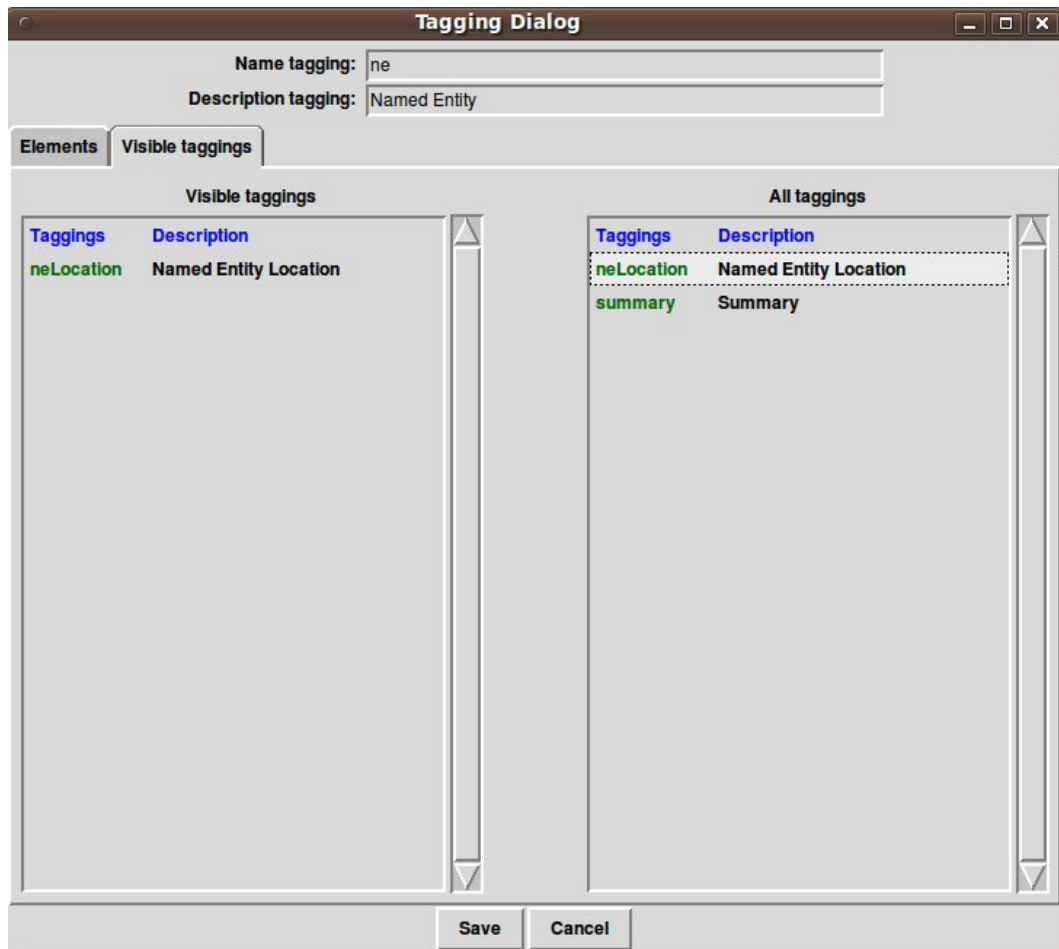 Tagging Dialog
Name tagging: ne
Description tagging: Named Entity
Elements Visible taggings
Visible taggings
Taggings Description
neLocation Named Entity Location
All taggings
Taggings Description
neLocation Named Entity Location
summary Summary
Save Cancel